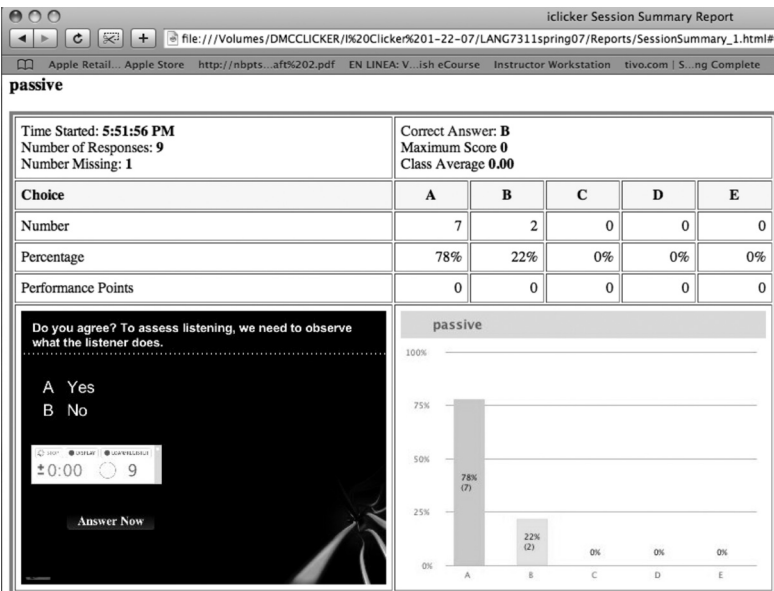 iclicker Session Summary Report
file:///Volumes/DMCCLICKER/I%20Clicker%201-22-07/LANG7311spring07/Reports/SessionSummary_1.html#
Apple Retail... Apple Store http://nbpts...aft%202.pdf EN LINEA: V...ish eCourse Instructor Workstation tivo.com | S...ng Complete
passive
Time Started: 5:51:56 PM
Number of Responses: 9
Number Missing: 1
Correct Answer: B
Maximum Score 0
Class Average 0.00
Choice A B C D E
Number 7 2 0 0 0
Percentage 78% 22% 0% 0% 0%
Performance Points 0 0 0 0 0
Do you agree? To assess listening, we need to observe
what the listener does.
A Yes
B No
DISPLAY
±0:00 9
Answer Now
passive
100%
75%
50%
25%
0%
78%
(7)
22%
(2)
0%
0%
0%
A B C D E